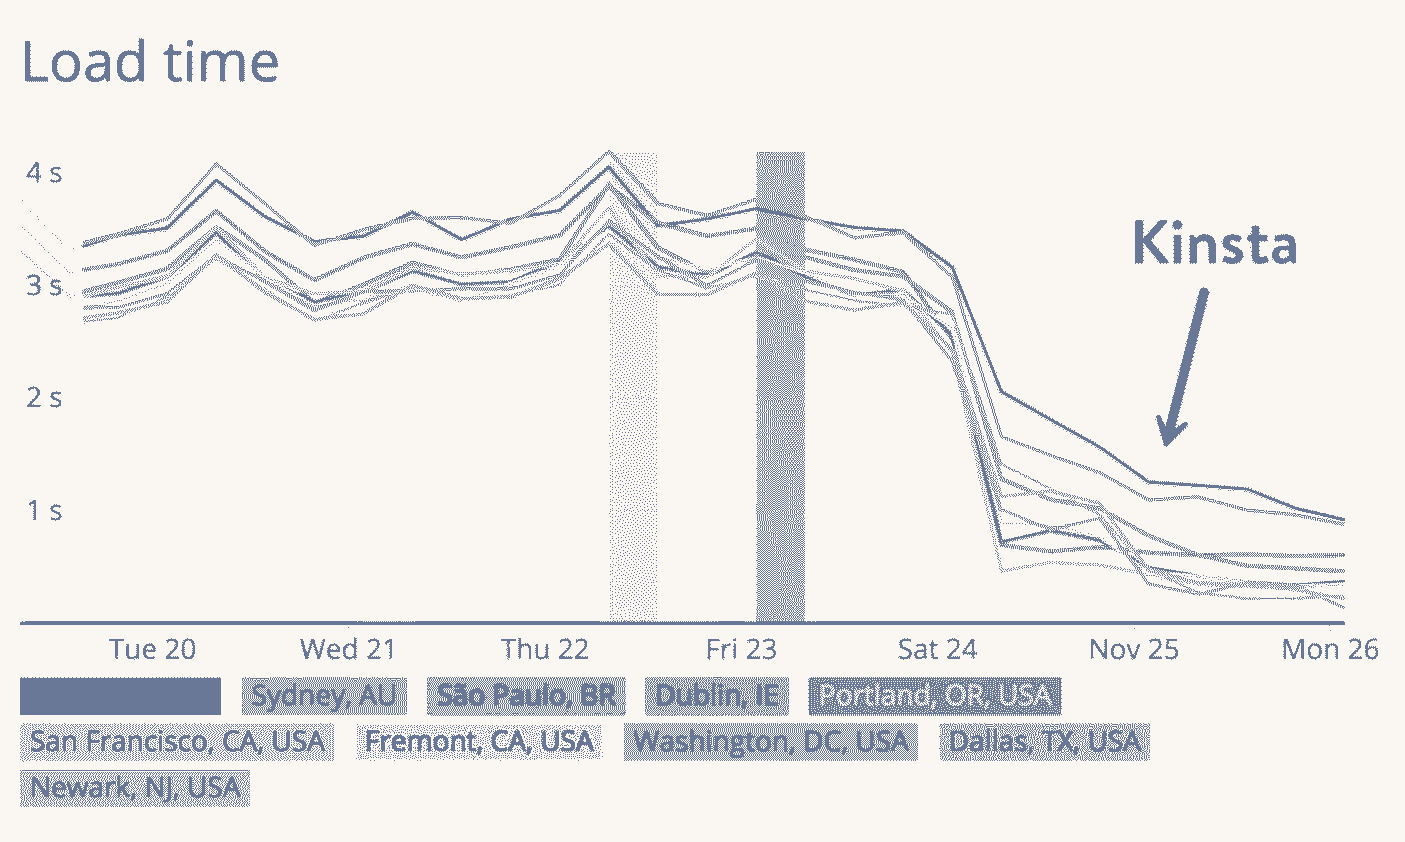 Load time
4 s
Kinsta
3 s
2 s
1 s
Tue 20 Wed 21 Thu 22 Fri 23 Sat 24 Nov 25 Mon 26
Sydney, AU São Paulo, BR Dublin, IE Portland, OR, USA
San Francisco, CA, USA Fremont, CA, USA Washington, DC, USA Dallas, TX, USA
Newark, NJ, USA